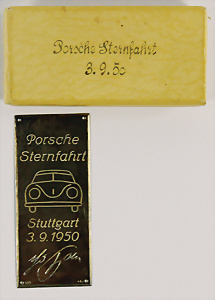 Porsche Sternfahrt
3.9.50
Porsche
Sternfahrt
Stuttgart
3.9.1950